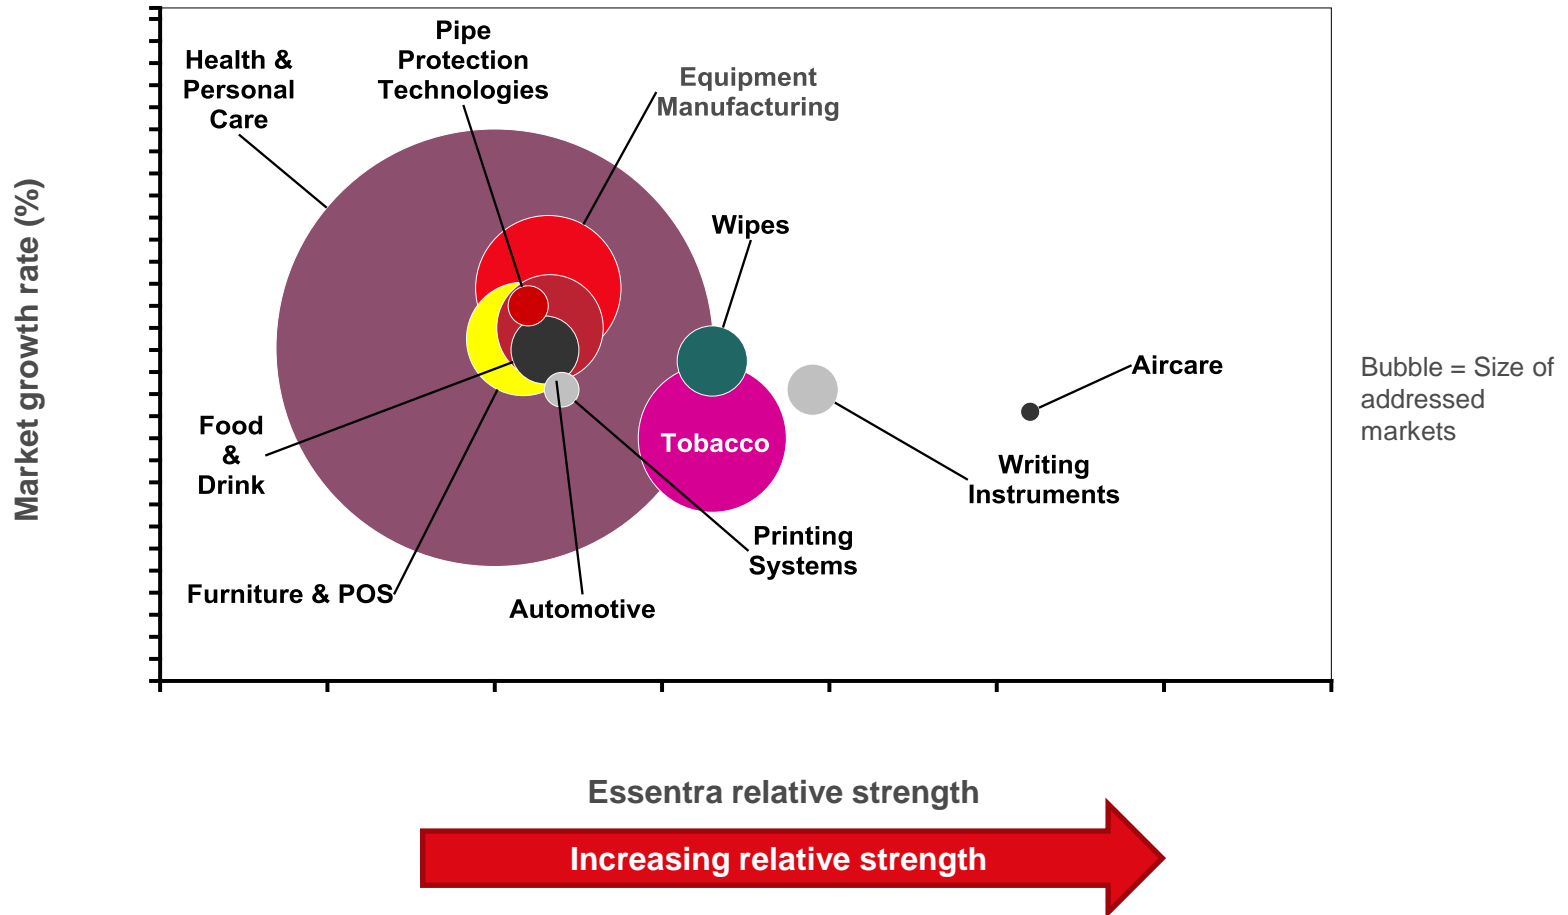 Pipe
Protection
Technologies
Health &
Personal
Care
Equipment
Manufacturing
Wipes
Market growth rate (%)
Aircare
Bubble = Size of
addressed
markets
Food
&
Drink
Tobacco
Writing
Instruments
Printing
Systems
Furniture & POS
Automotive
Essentra relative strength
Increasing relative strength